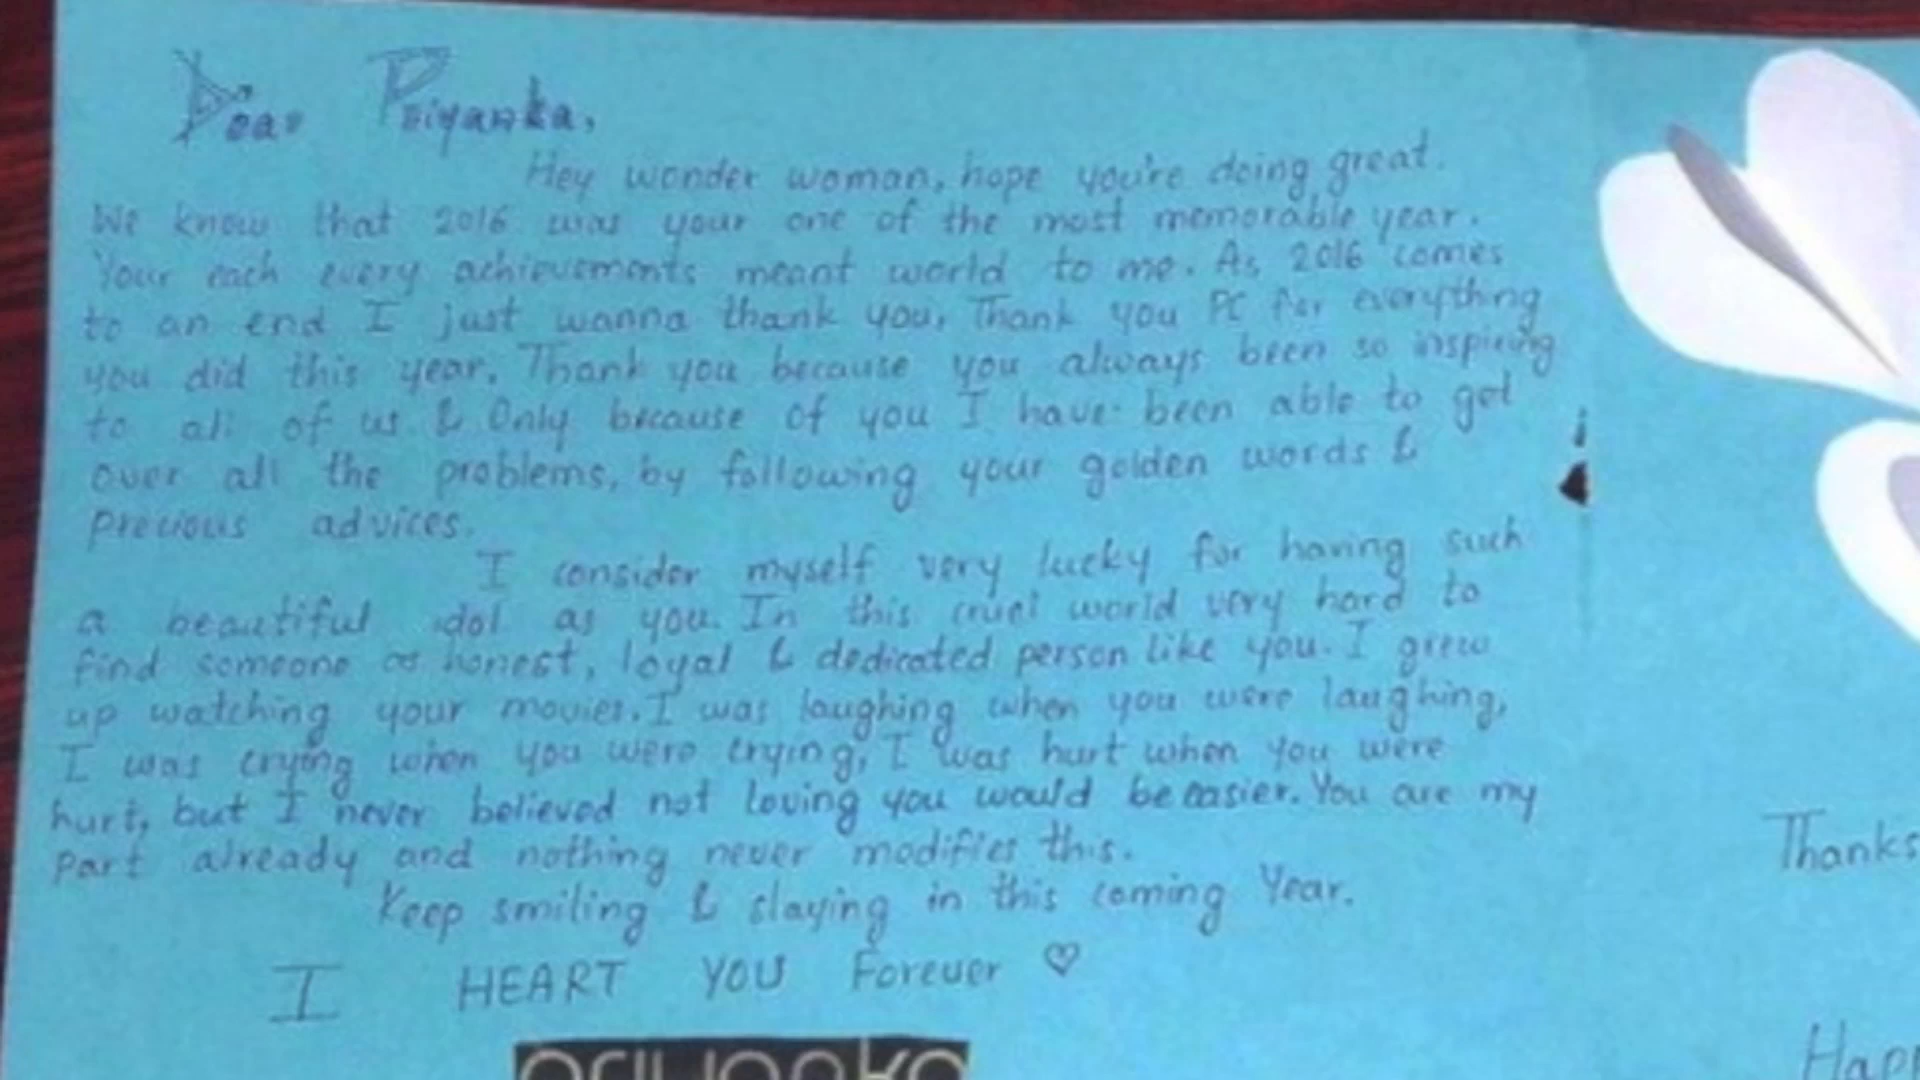 Dear Priyanka,
Hey wonder woman, hope you're doing great.
We know that 2016 was your one of the most memorable year.
Your each every achievements meant world to me. As 2016 comes
to an end I just wanna thank you. Thank you PC for everything
you did this year. Thank you because you always been so inspiring
to all of us & Only because of you I have been able to get
over all the problems, by following your golden words &
precious advices.
I consider myself very lucky for having such
a beautiful idol as you. In this cruel world very hard to
find someone as honest, loyal & dedicated person like you. I grew
up watching your movies. I was laughing when you were laughing,
I was crying when you were crying, I was hurt when you were
hurt, but I never believed not loving you would be easier. You are my
part already and nothing never modifies this.
Keep smiling & slaying in this coming Year.
I HEART YOU Forever ♡
priyanka
Thanks
Happ